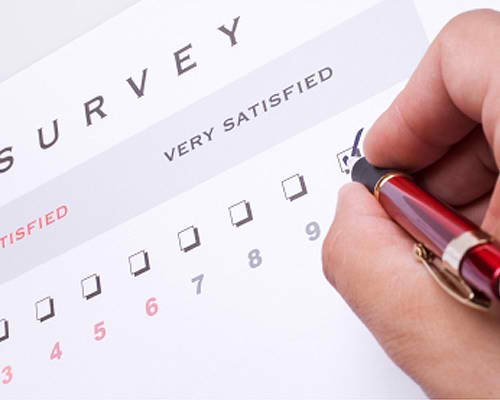 SURVEY
TISFIED VERY SATISFIED
3 4 5 6 7 8 9